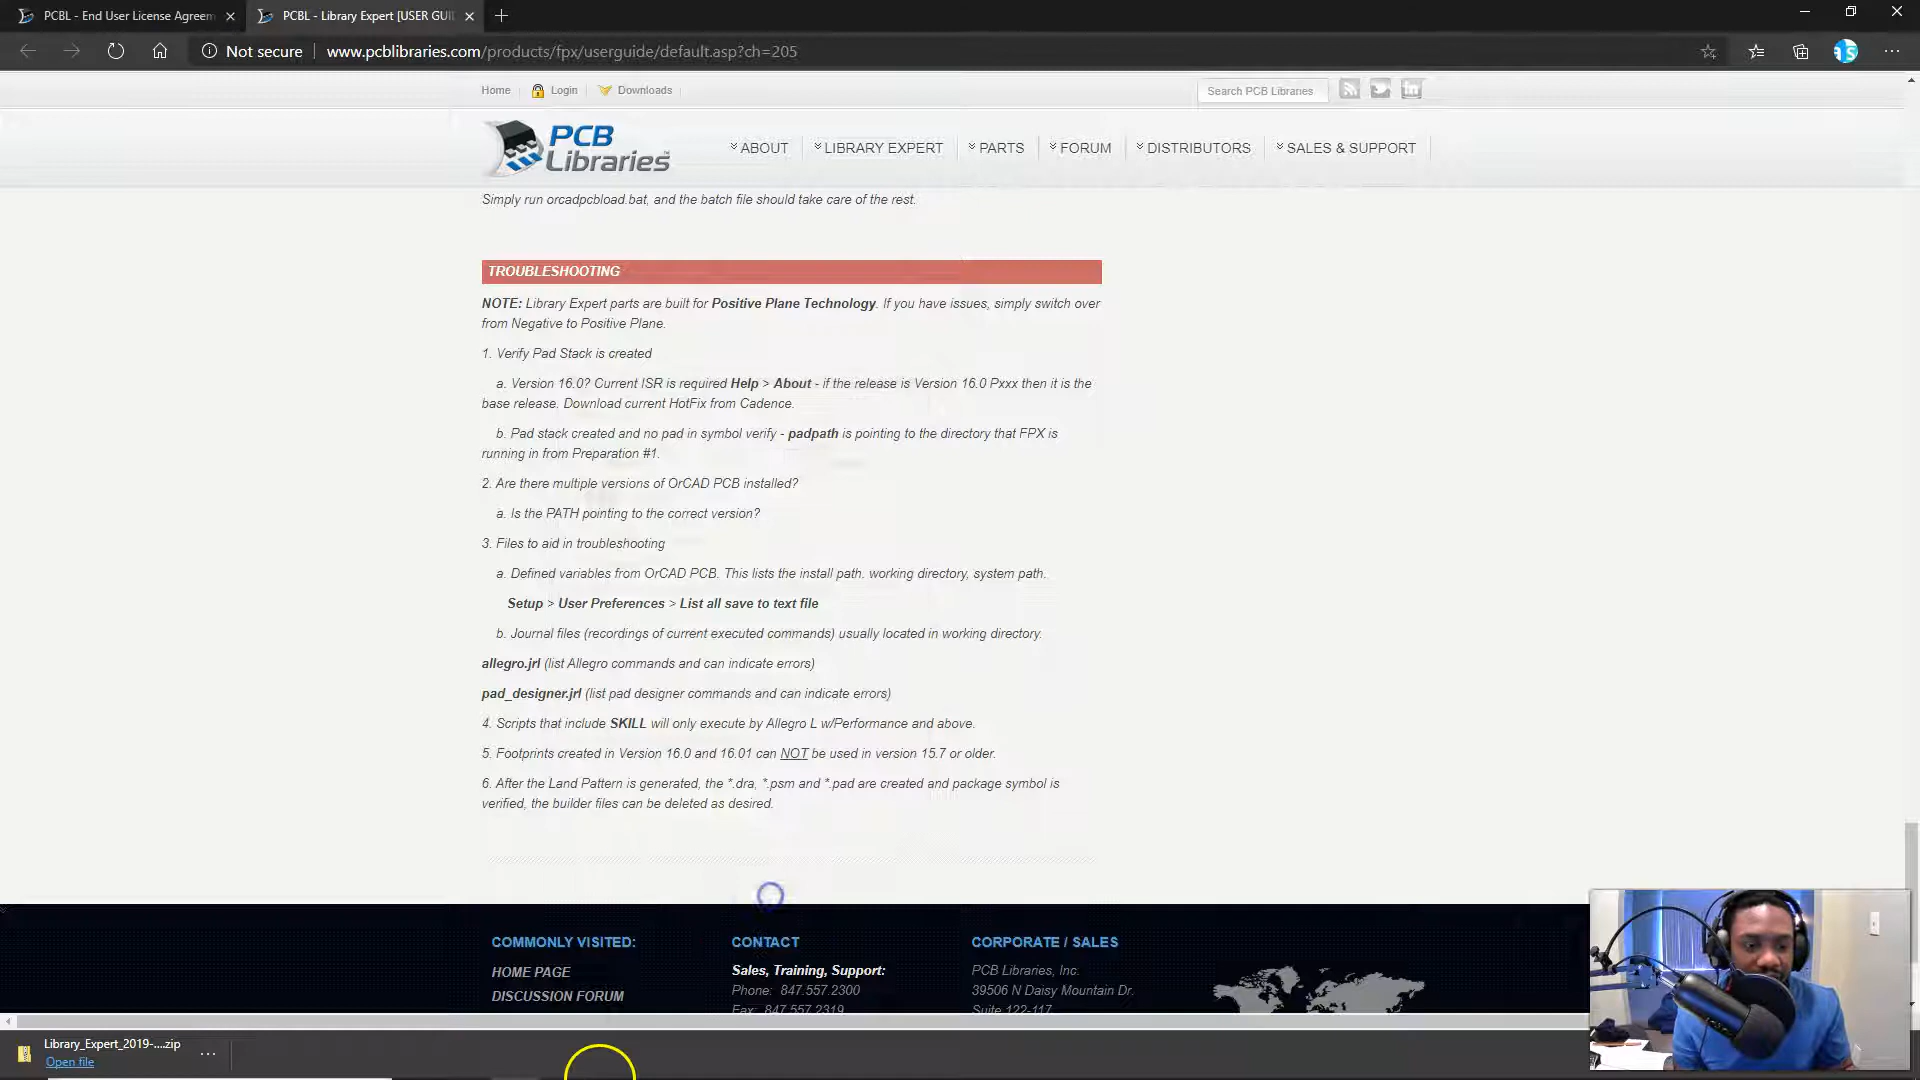 PCBL - End User License Agreem
PCBL - Library Expert [USER GUI
Not secure
www.pcblibraries.com/products/fpx/userguide/default.asp?ch=205
Home
Login
Downloads
Search PCB Libraries
PCB Libraries
ABOUT
LIBRARY EXPERT
PARTS
FORUM
DISTRIBUTORS
SALES & SUPPORT
Simply run orcadpcbload.bat, and the batch file should take care of the rest.
TROUBLESHOOTING
NOTE: Library Expert parts are built for Positive Plane Technology. If you have issues, simply switch over
from Negative to Positive Plane.
1. Verify Pad Stack is created
a. Version 16.0? Current ISR is required Help > About - if the release is Version 16.0 Pxxx then it is the
base release. Download current HotFix from Cadence.
b. Pad stack created and no pad in symbol verify - padpath is pointing to the directory that FPX is
running in from Preparation #1.
2. Are there multiple versions of OrCAD PCB installed?
a. Is the PATH pointing to the correct version?
3. Files to aid in troubleshooting
a. Defined variables from OrCAD PCB. This lists the install path. working directory, system path.
Setup > User Preferences > List all save to text file
b. Journal files (recordings of current executed commands) usually located in working directory.
allegro.jrl (list Allegro commands and can indicate errors)
pad_designer.jrl (list pad designer commands and can indicate errors)
4. Scripts that include SKILL will only execute by Allegro L w/Performance and above.
5. Footprints created in Version 16.0 and 16.01 can NOT be used in version 15.7 or older.
6. After the Land Pattern is generated, the *.dra, *.psm and *.pad are created and package symbol is
verified, the builder files can be deleted as desired.
COMMONLY VISITED:
HOME PAGE
DISCUSSION FORUM
CONTACT
Sales, Training, Support:
Phone: 847.557.2300
Fax: 847.557.2319
CORPORATE / SALES
PCB Libraries, Inc.
39506 N Daisy Mountain Dr.
Suite 122-117
Library_Expert_2019-....zip
Open file